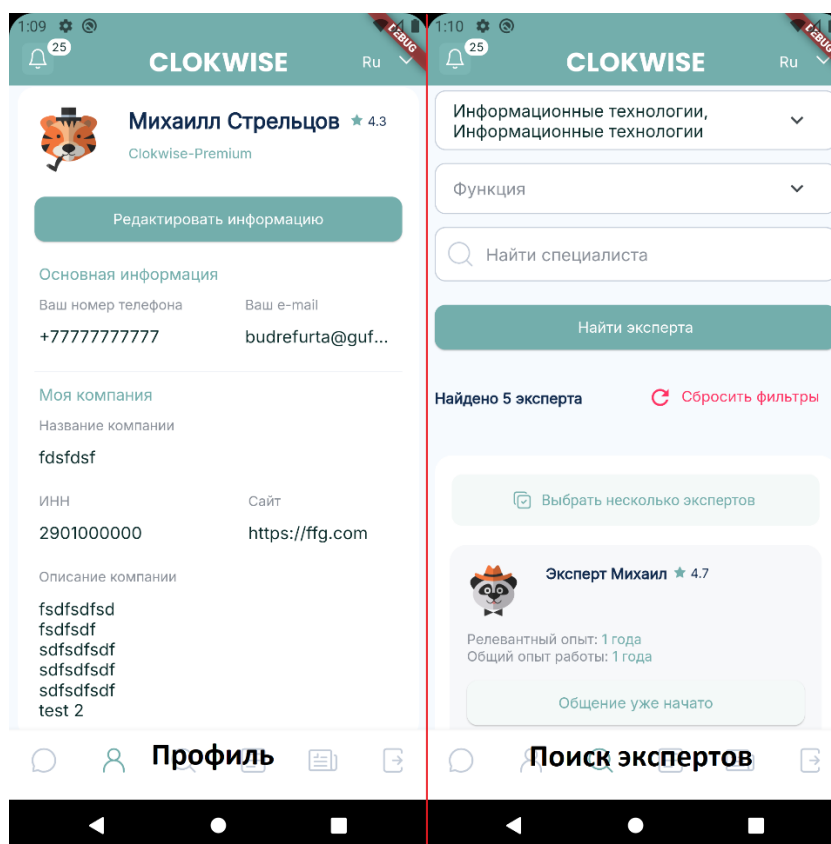 1:09
DEBUG
25
CLOKWISE
Ru
Михаилл Стрельцов 4.3
Clokwise-Premium
Редактировать информацию
Основная информация
Ваш номер телефона
Ваш e-mail
+77777777777
budrefurta@guf...
Моя компания
Название компании
fdsfdsf
ИНН
Сайт
2901000000
https://ffg.com
Описание компании
fsdfsdfsd
fsdfsdf
sdfsdfsdf
sdfsdfsdf
sdfsdfsdf
test 2
Профиль
1:10
DEBUG
25
CLOKWISE
Ru
Информационные технологии,
Информационные технологии
Функция
Найти специалиста
Найти эксперта
Найдено 5 эксперта
Сбросить фильтры
Выбрать несколько экспертов
Эксперт Михаил 4.7
Релевантный опыт: 1 года
Общий опыт работы: 1 года
Общение уже начато
Поиск экспертов